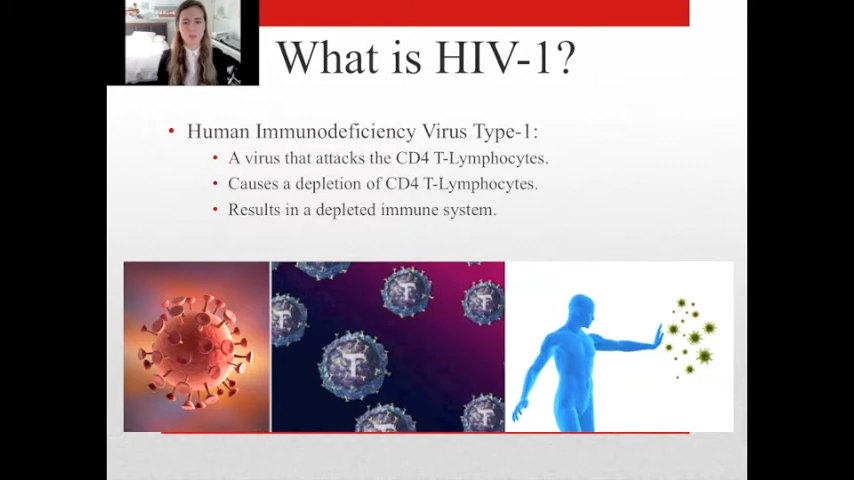 What is HIV-1?
• Human Immunodeficiency Virus Type-1:
• A virus that attacks the CD4 T-Lymphocytes.
• Causes a depletion of CD4 T-Lymphocytes.
• Results in a depleted immune system.
T
T
T
T
T